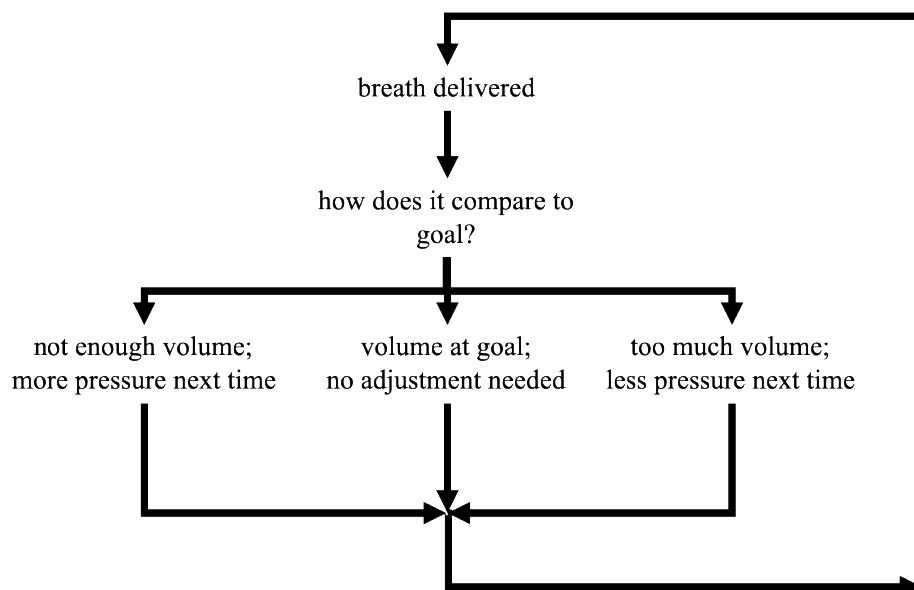 breath delivered
how does it compare to
goal?
not enough volume;
more pressure next time
volume at goal;
no adjustment needed
too much volume;
less pressure next time